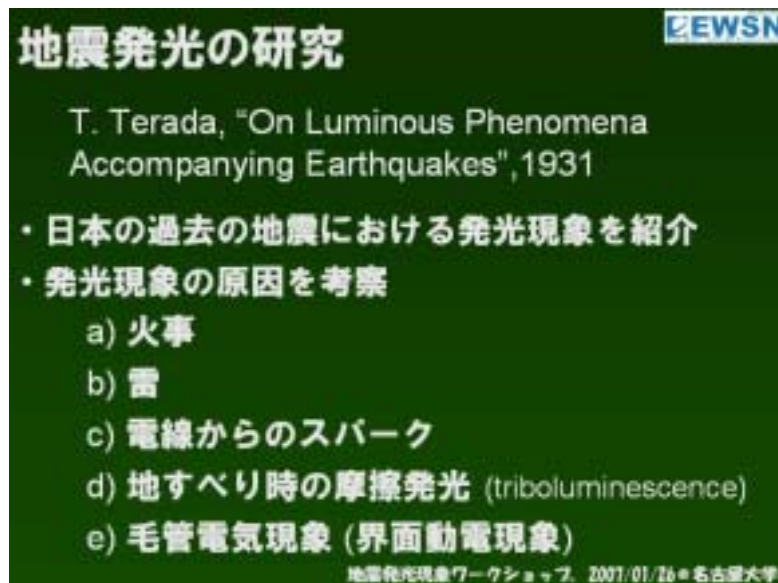 地震発光の研究
EWSN
T. Terada, “On Luminous Phenomena
Accompanying Earthquakes”,1931
・日本の過去の地震における発光現象を紹介
・発光現象の原因を考察
a) 火事
b) 雷
c) 電線からのスパーク
d) 地すべり時の摩擦発光 (triboluminescence)
e) 毛管電気現象 (界面動電現象)
地震発光現象ワークショップ, 2007/01/26@名古屋大学